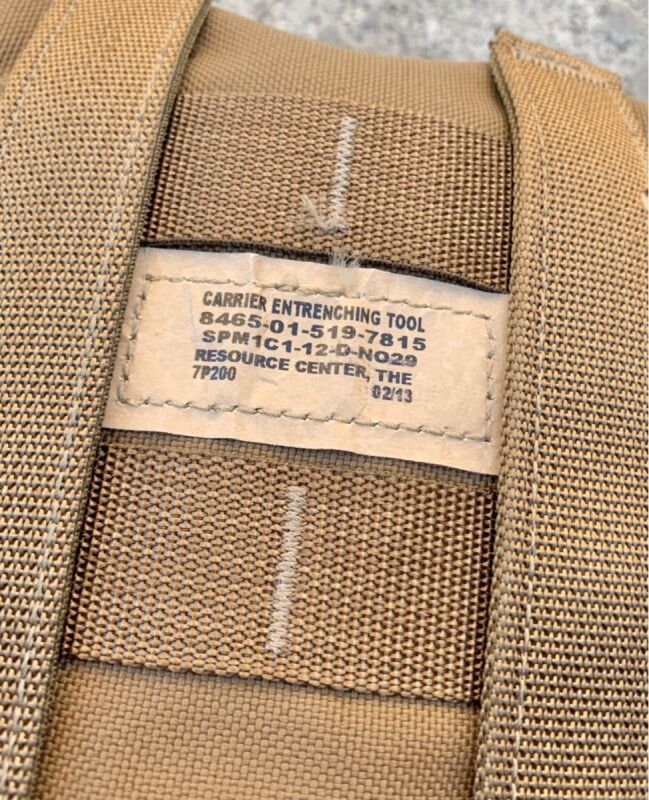 CARRIER ENTRENCHING TOOL
8465-01-519-7815
SPM1C1-12-D-NO29
RESOURCE CENTER, THE
7P200 02/13